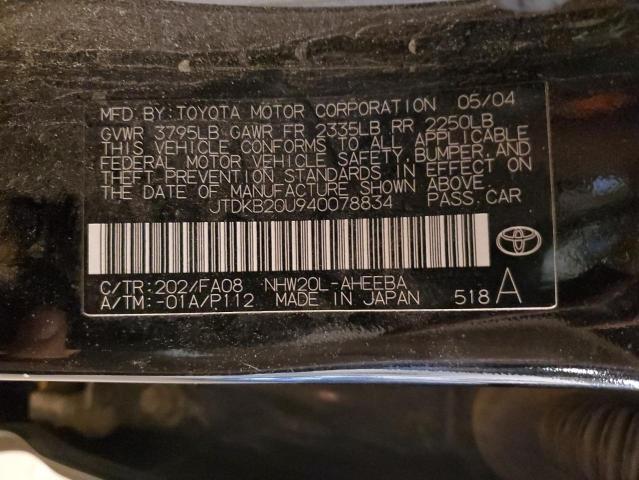 MFD.BY:TOYOTA MOTOR CORPORATION 05/04
GVWR 3795LB GAWR FR 2335LB RR 2250LB
THIS VEHICLE CONFORMS TO ALL APPLICABLE
FEDERAL MOTOR VEHICLE SAFETY, BUMPER, AND
THEFT PREVENTION STANDARDS IN EFFECT ON
THE DATE OF MANUFACTURE SHOWN ABOVE.
JTDKB20U940078834 PASS.CAR
C/TR:202/FA08 NHW20L-AHEEBA
A/TM:-01A/P112 MADE IN JAPAN 518 A